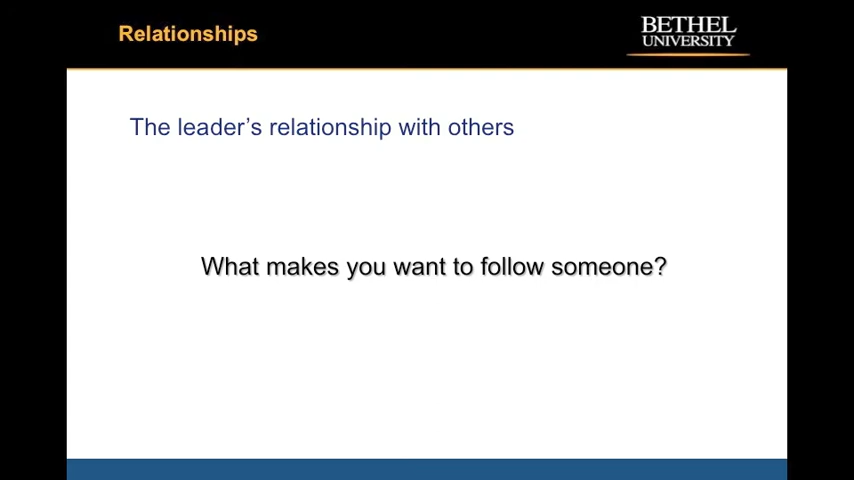 Relationships
BETHEL
UNIVERSITY
The leader’s relationship with others
What makes you want to follow someone?